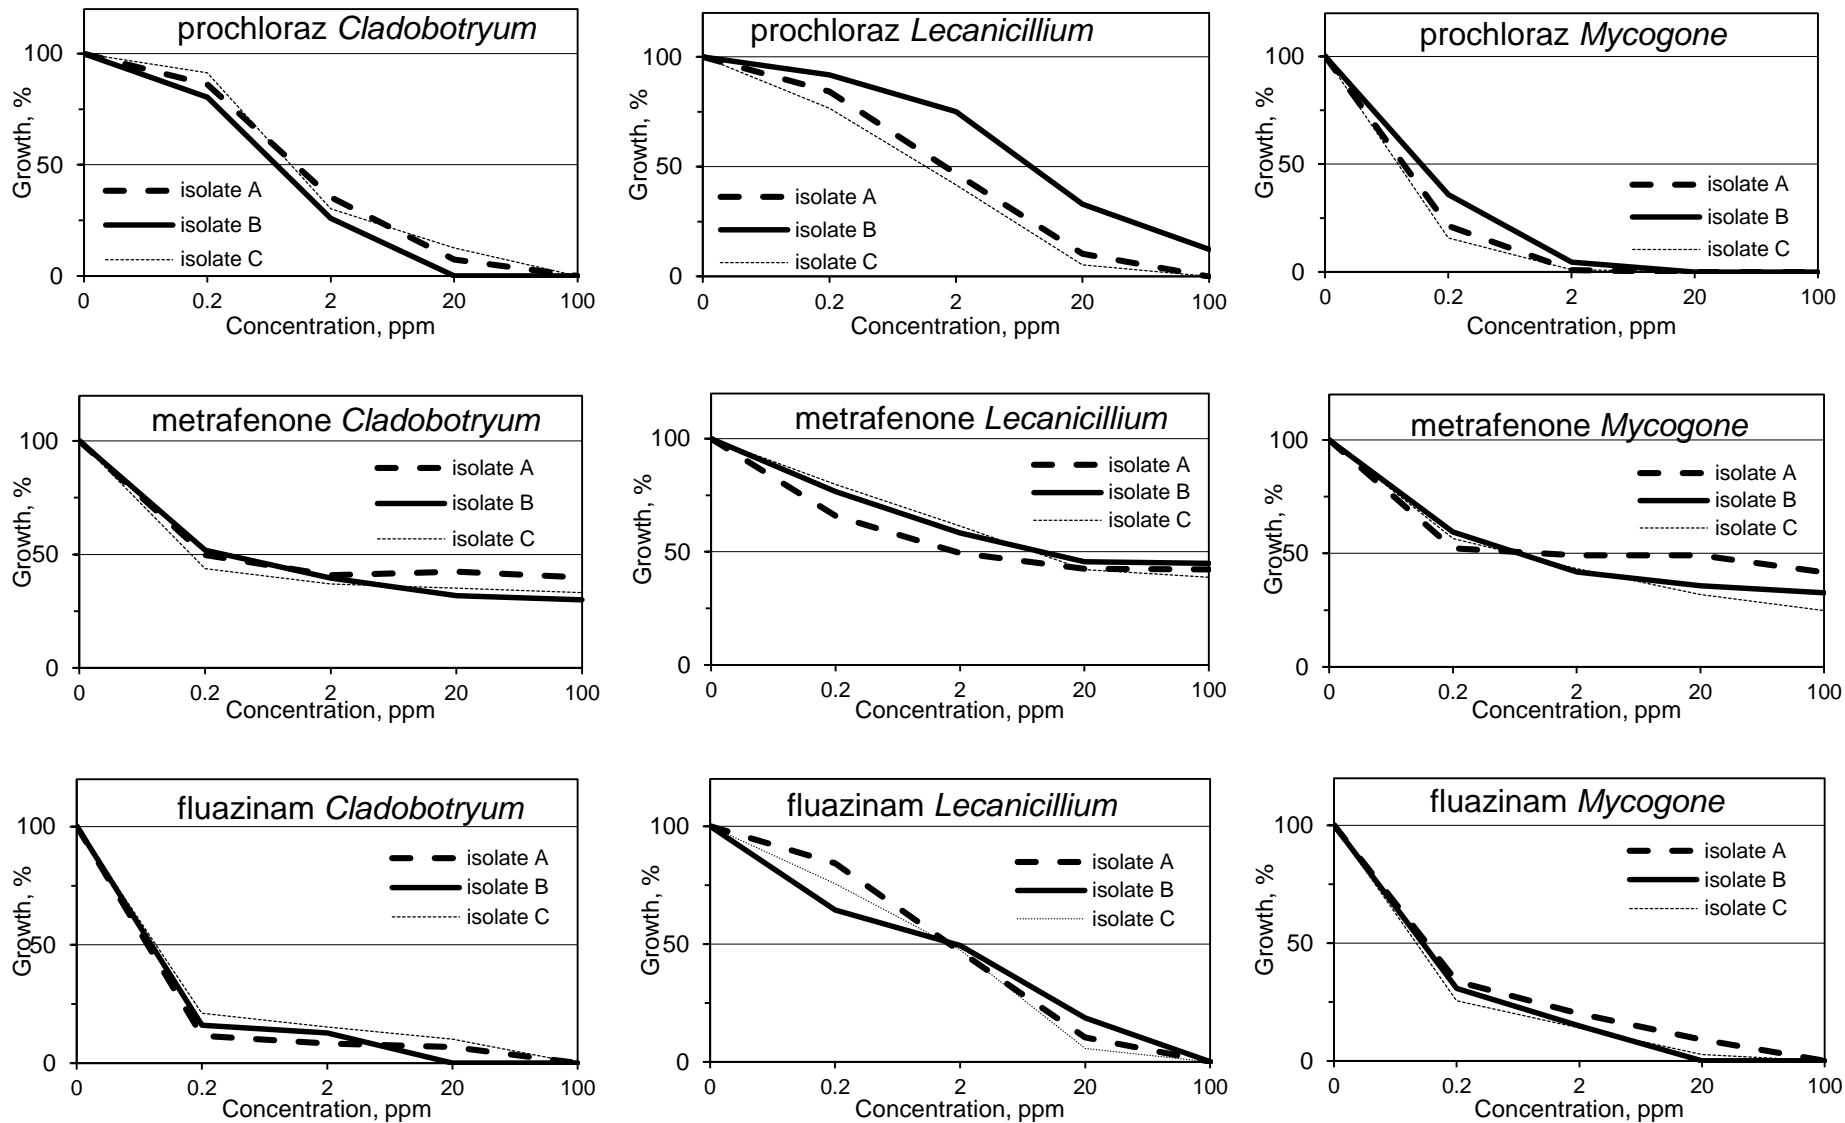 prochloraz Cladobotryum
100
50
0
Growth, %
isolate A
isolate B
isolate C
0 0.2 2 20 100
Concentration, ppm
prochloraz Lecanicillium
100
50
0
Growth, %
isolate A
isolate B
isolate C
0 0.2 2 20 100
Concentration, ppm
prochloraz Mycogone
100
50
0
Growth, %
isolate A
isolate B
isolate C
0 0.2 2 20 100
Concentration, ppm
metrafenone Cladobotryum
100
50
0
Growth, %
isolate A
isolate B
isolate C
0 0.2 2 20 100
Concentration, ppm
metrafenone Lecanicillium
100
50
0
Growth, %
isolate A
isolate B
isolate C
0 0.2 2 20 100
Concentration, ppm
metrafenone Mycogone
100
50
0
Growth, %
isolate A
isolate B
isolate C
0 0.2 2 20 100
Concentration, ppm
fluazinam Cladobotryum
100
50
0
Growth, %
isolate A
isolate B
isolate C
0 0.2 2 20 100
Concentration, ppm
fluazinam Lecanicillium
100
50
0
Growth, %
isolate A
isolate B
isolate C
0 0.2 2 20 100
Concentration, ppm
fluazinam Mycogone
100
50
0
Growth, %
isolate A
isolate B
isolate C
0 0.2 2 20 100
Concentration, ppm